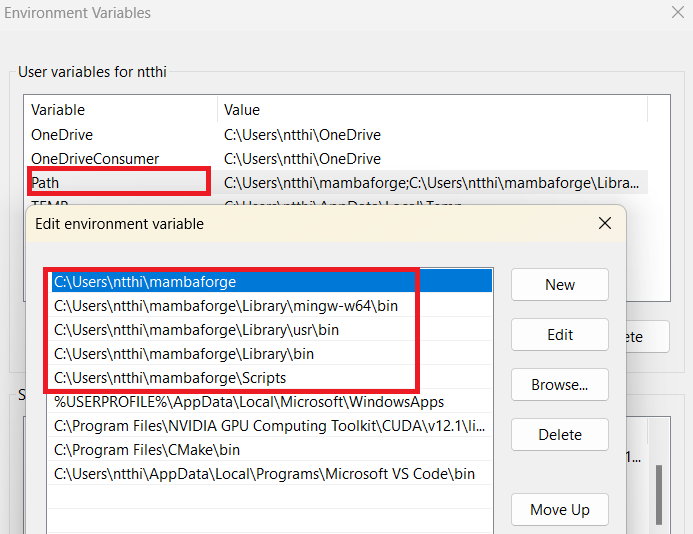 Environment Variables
User variables for ntthi
Variable Value
OneDrive C:\Users\ntthi\OneDrive
OneDriveConsumer C:\Users\ntthi\OneDrive
Path C:\Users\ntthi\mambaforge;C:\Users\ntthi\mambaforge\Libra...
Edit environment variable
C:\Users\ntthi\mambaforge
C:\Users\ntthi\mambaforge\Library\mingw-w64\bin
C:\Users\ntthi\mambaforge\Library\usr\bin
C:\Users\ntthi\mambaforge\Library\bin
C:\Users\ntthi\mambaforge\Scripts
%USERPROFILE%\AppData\Local\Microsoft\WindowsApps
C:\Program Files\NVIDIA GPU Computing Toolkit\CUDA\v12.1\li...
C:\Program Files\CMake\bin
C:\Users\ntthi\AppData\Local\Programs\Microsoft VS Code\bin
New
Edit
Browse...
Delete
Move Up